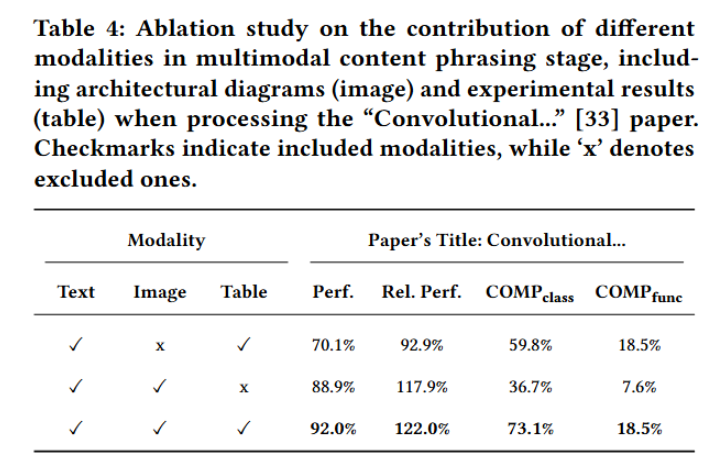 Table 4: Ablation study on the contribution of different
modalities in multimodal content phrasing stage, includ-
ing architectural diagrams (image) and experimental results
(table) when processing the “Convolutional...” [33] paper.
Checkmarks indicate included modalities, while ‘x’ denotes
excluded ones.
Modality Paper’s Title: Convolutional...
Text Image Table Perf. Rel. Perf. COMPclass COMPfunc
✓ x ✓ 70.1% 92.9% 59.8% 18.5%
✓ ✓ x 88.9% 117.9% 36.7% 7.6%
✓ ✓ ✓ 92.0% 122.0% 73.1% 18.5%